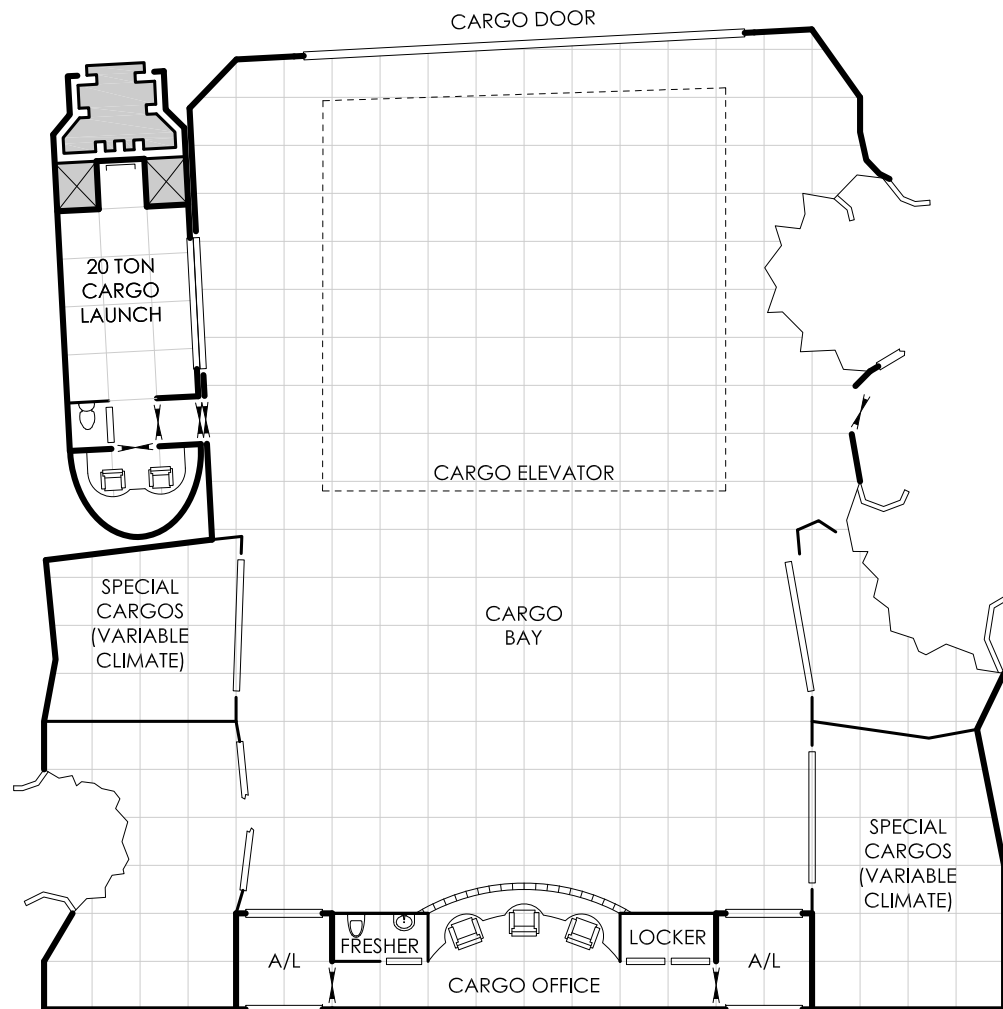 CARGO DOOR
20 TON
CARGO
LAUNCH
CARGO ELEVATOR
SPECIAL
CARGOS
(VARIABLE
CLIMATE)
CARGO
BAY
SPECIAL
CARGOS
(VARIABLE
CLIMATE)
FRESHER
LOCKER
A/L
A/L
CARGO OFFICE